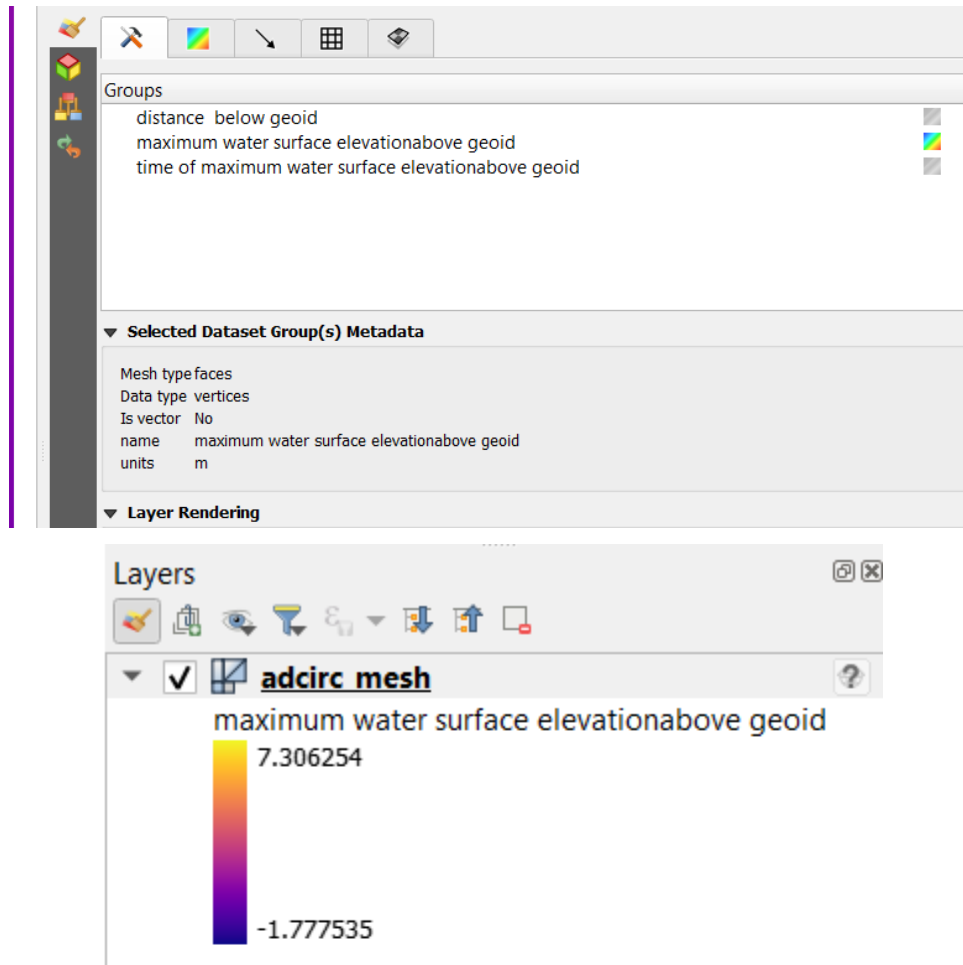 Groups
distance  below geoid
maximum water surface elevationabove geoid
time of maximum water surface elevationabove geoid
Selected Dataset Group(s) Metadata
Mesh type faces
Data type vertices
Is vector No
name maximum water surface elevationabove geoid
units m
Layer Rendering
Layers
adcirc_mesh
maximum water surface elevationabove geoid
7.306254
-1.777535